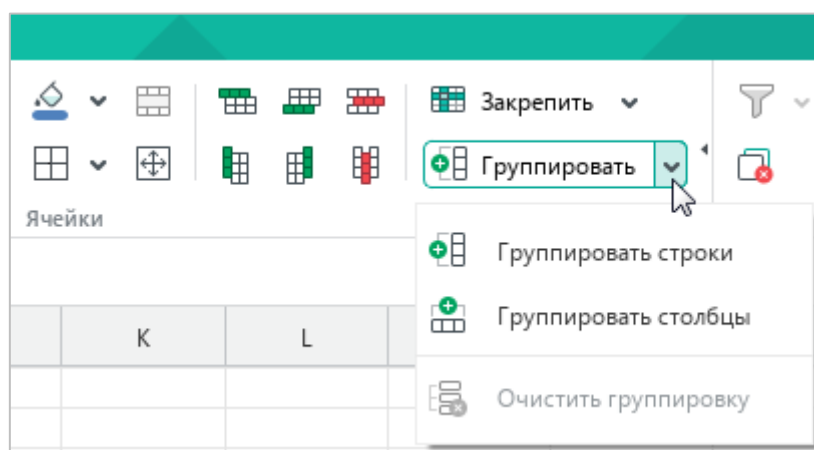 Закрепить
Группировать
Ячейки
Группировать строки
Группировать столбцы
K L
Очистить группировку